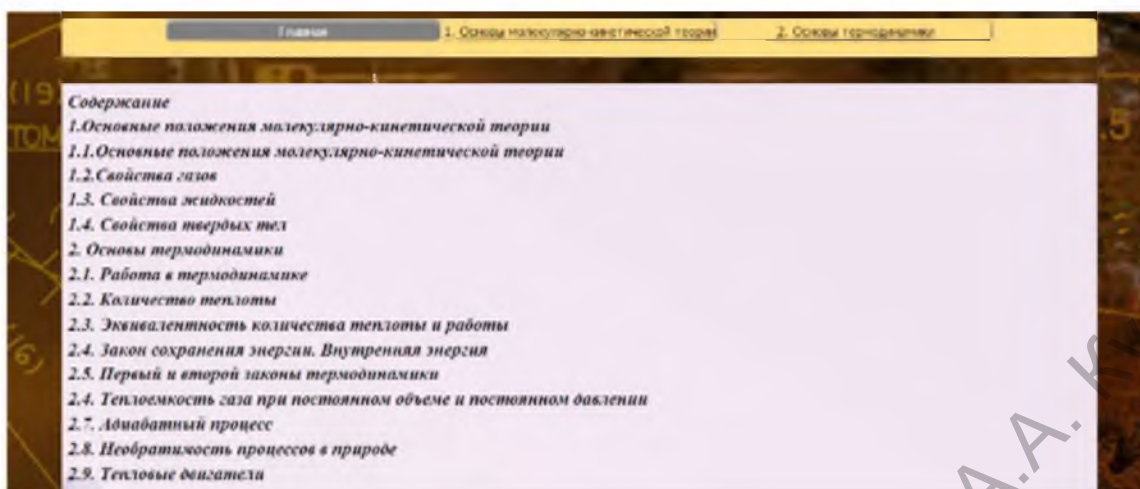 Главная 1. Основы молекулярно-кинетической теории 2. Основы термодинамики
(19)
Содержание
ТОМ
1.Основные положения молекулярно-кинетической теории
.5
1.1.Основные положения молекулярно-кинетической теории
1.2.Свойства газов
1.3. Свойства жидкостей
1.4. Свойства твердых тел
2. Основы термодинамики
2.1. Работа в термодинамике
2.2. Количество теплоты
2.3. Эквивалентность количества теплоты и работы
(6)
2.4. Закон сохранения энергии. Внутренняя энергия
2.5. Первый и второй законы термодинамики
2.4. Теплоемкость газа при постоянном объеме и постоянном давлении
2.7. Адиабатный процесс
2.8. Необратимость процессов в природе
2.9. Тепловые двигатели
А.А. К